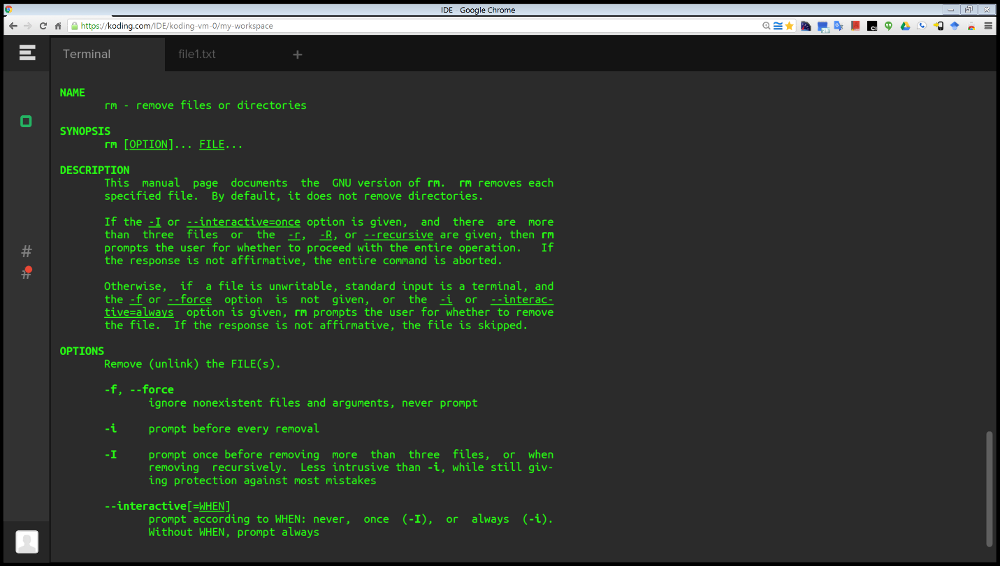 IDE - Google Chrome
https://koding.com/IDE/koding-vm-0/my-workspace
Terminal
file1.txt
+
NAME
rm - remove files or directories
SYNOPSIS
rm [OPTION]... FILE...
DESCRIPTION
This manual page documents the GNU version of rm. rm removes each
specified file. By default, it does not remove directories.
If the -I or --interactive=once option is given, and there are more
than three files or the -r, -R, or --recursive are given, then rm
prompts the user for whether to proceed with the entire operation. If
the response is not affirmative, the entire command is aborted.
Otherwise, if a file is unwritable, standard input is a terminal, and
the -f or --force option is not given, or the -i or --interac-
tive=always option is given, rm prompts the user for whether to remove
the file. If the response is not affirmative, the file is skipped.
OPTIONS
Remove (unlink) the FILE(s).
-f, --force
ignore nonexistent files and arguments, never prompt
-i prompt before every removal
-I prompt once before removing more than three files, or when
removing recursively. Less intrusive than -i, while still giv-
ing protection against most mistakes
--interactive[=WHEN]
prompt according to WHEN: never, once (-I), or always (-i).
Without WHEN, prompt always
#
#